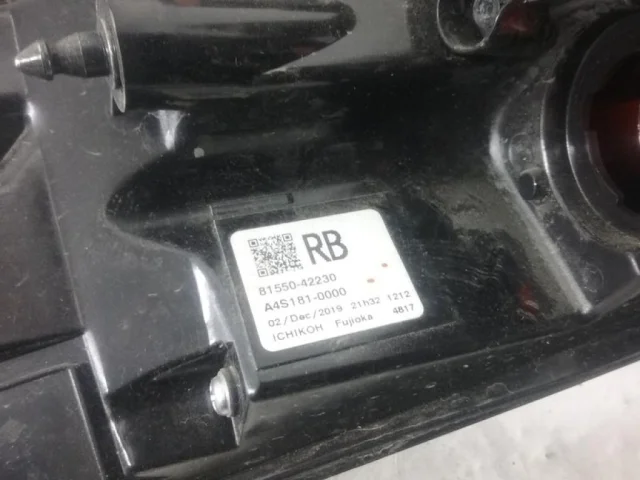 RB
81550-42230
A4S181-0000
02/Dec/2019 21h32 1212
ICHIKOH Fujioka 4817